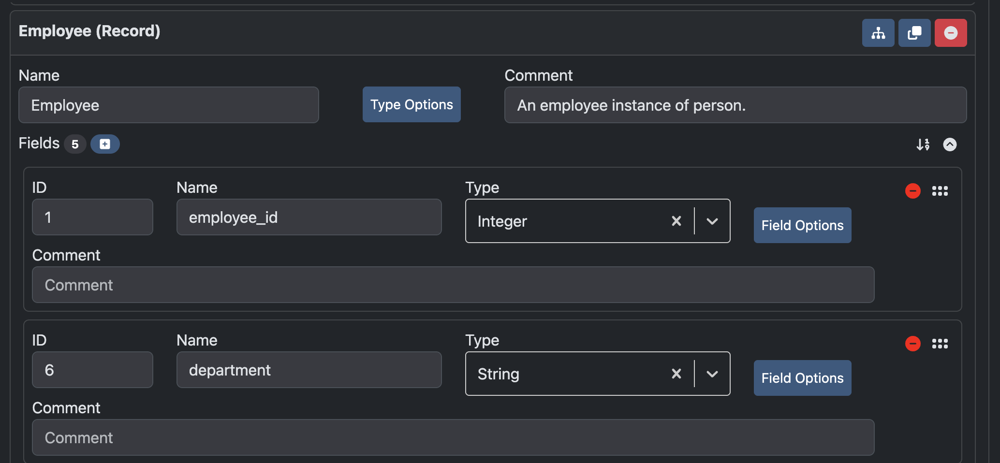 Employee (Record)
Name
Comment
Employee
Type Options
An employee instance of person.
Fields 5
ID
Name
Type
1
employee_id
Integer
Field Options
Comment
Comment
ID
Name
Type
6
department
String
Field Options
Comment
Comment